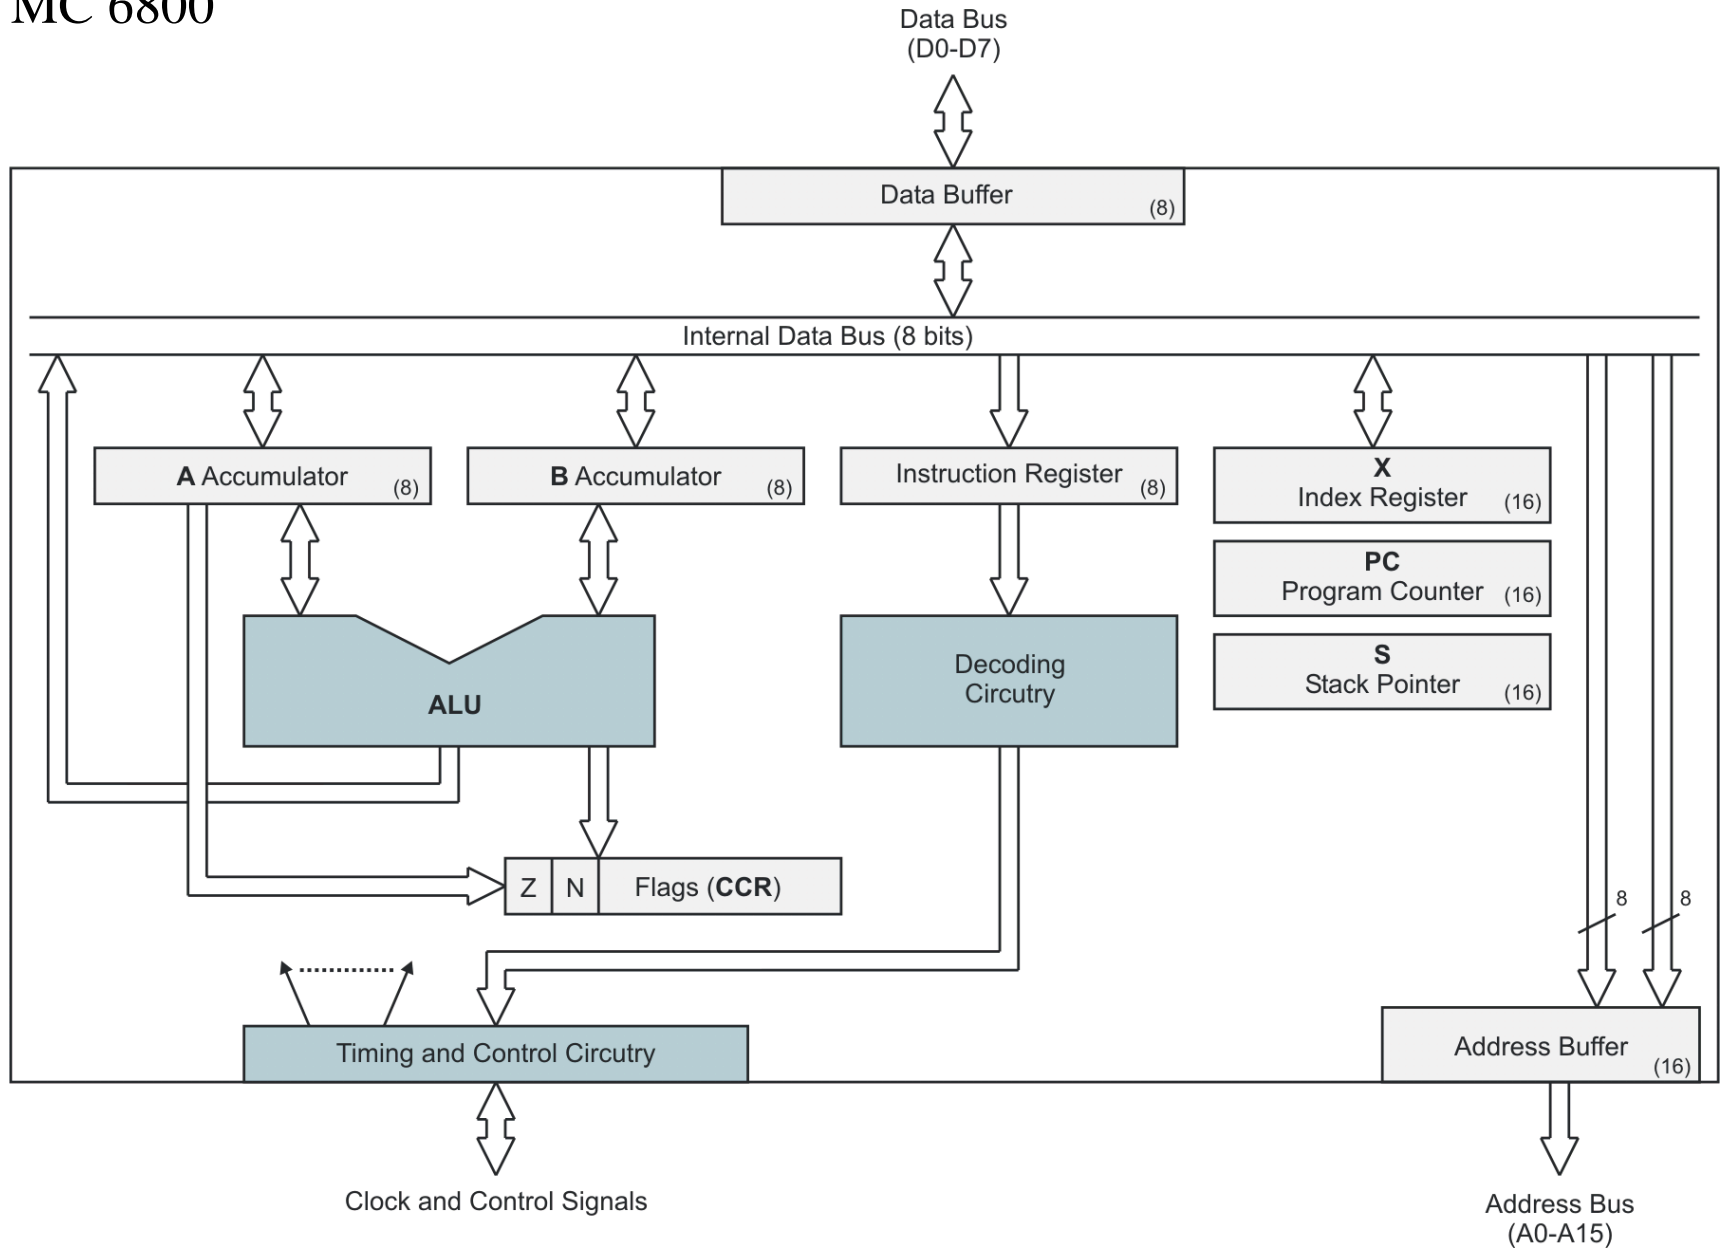 MC 6800
Data Bus
(D0-D7)
Data Buffer
(8)
Internal Data Bus (8 bits)
A Accumulator
(8)
B Accumulator
(8)
Instruction Register
(8)
X
Index Register
(16)
PC
Program Counter
(16)
S
Stack Pointer
(16)
ALU
Decoding
Circutry
Z
N
Flags (CCR)
8
8
Timing and Control Circutry
Address Buffer
(16)
Clock and Control Signals
Address Bus
(A0-A15)